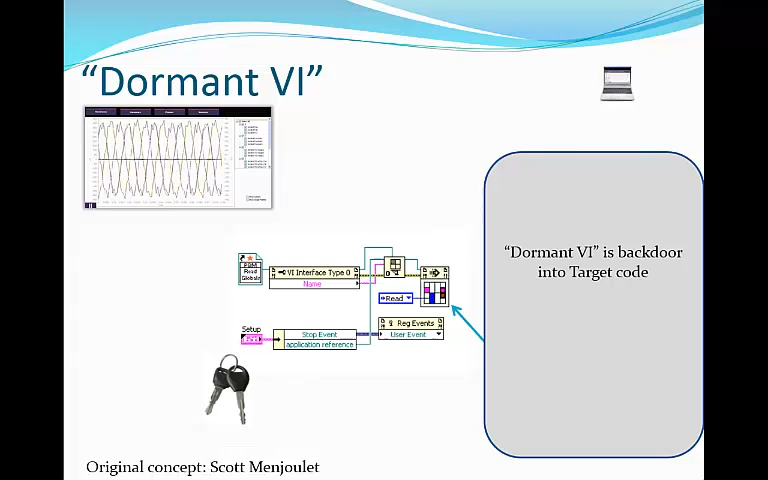 “Dormant VI”
“Dormant VI” is backdoor
into Target code
Read
Globals
VI Interface Type 0
Name
Read
Setup
Stop Event
application reference
Reg Events
User Event
Original concept: Scott Menjoulet